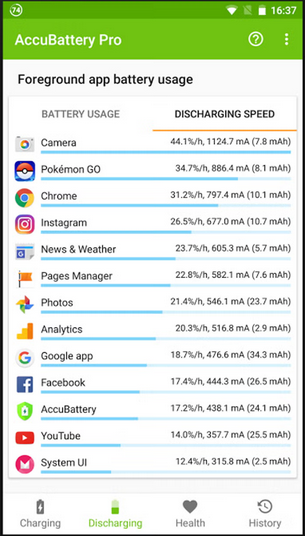 74
16:37
AccuBattery Pro
Foreground app battery usage
BATTERY USAGE
DISCHARGING SPEED
Camera 44.1%/h, 1124.7 mA (7.8 mAh)
Pokémon GO 34.7%/h, 886.4 mA (8.1 mAh)
Chrome 31.2%/h, 797.4 mA (10.1 mAh)
Instagram 26.5%/h, 677.0 mA (10.7 mAh)
News & Weather 23.7%/h, 605.3 mA (5.7 mAh)
Pages Manager 22.8%/h, 582.1 mA (7.6 mAh)
Photos 21.4%/h, 546.1 mA (23.7 mAh)
Analytics 20.3%/h, 516.8 mA (2.9 mAh)
Google app 18.7%/h, 476.6 mA (34.3 mAh)
Facebook 17.4%/h, 444.3 mA (26.5 mAh)
AccuBattery 17.2%/h, 438.1 mA (24.1 mAh)
YouTube 14.0%/h, 357.7 mA (25.5 mAh)
System UI 12.4%/h, 315.8 mA (2.5 mAh)
Charging
Discharging
Health
History